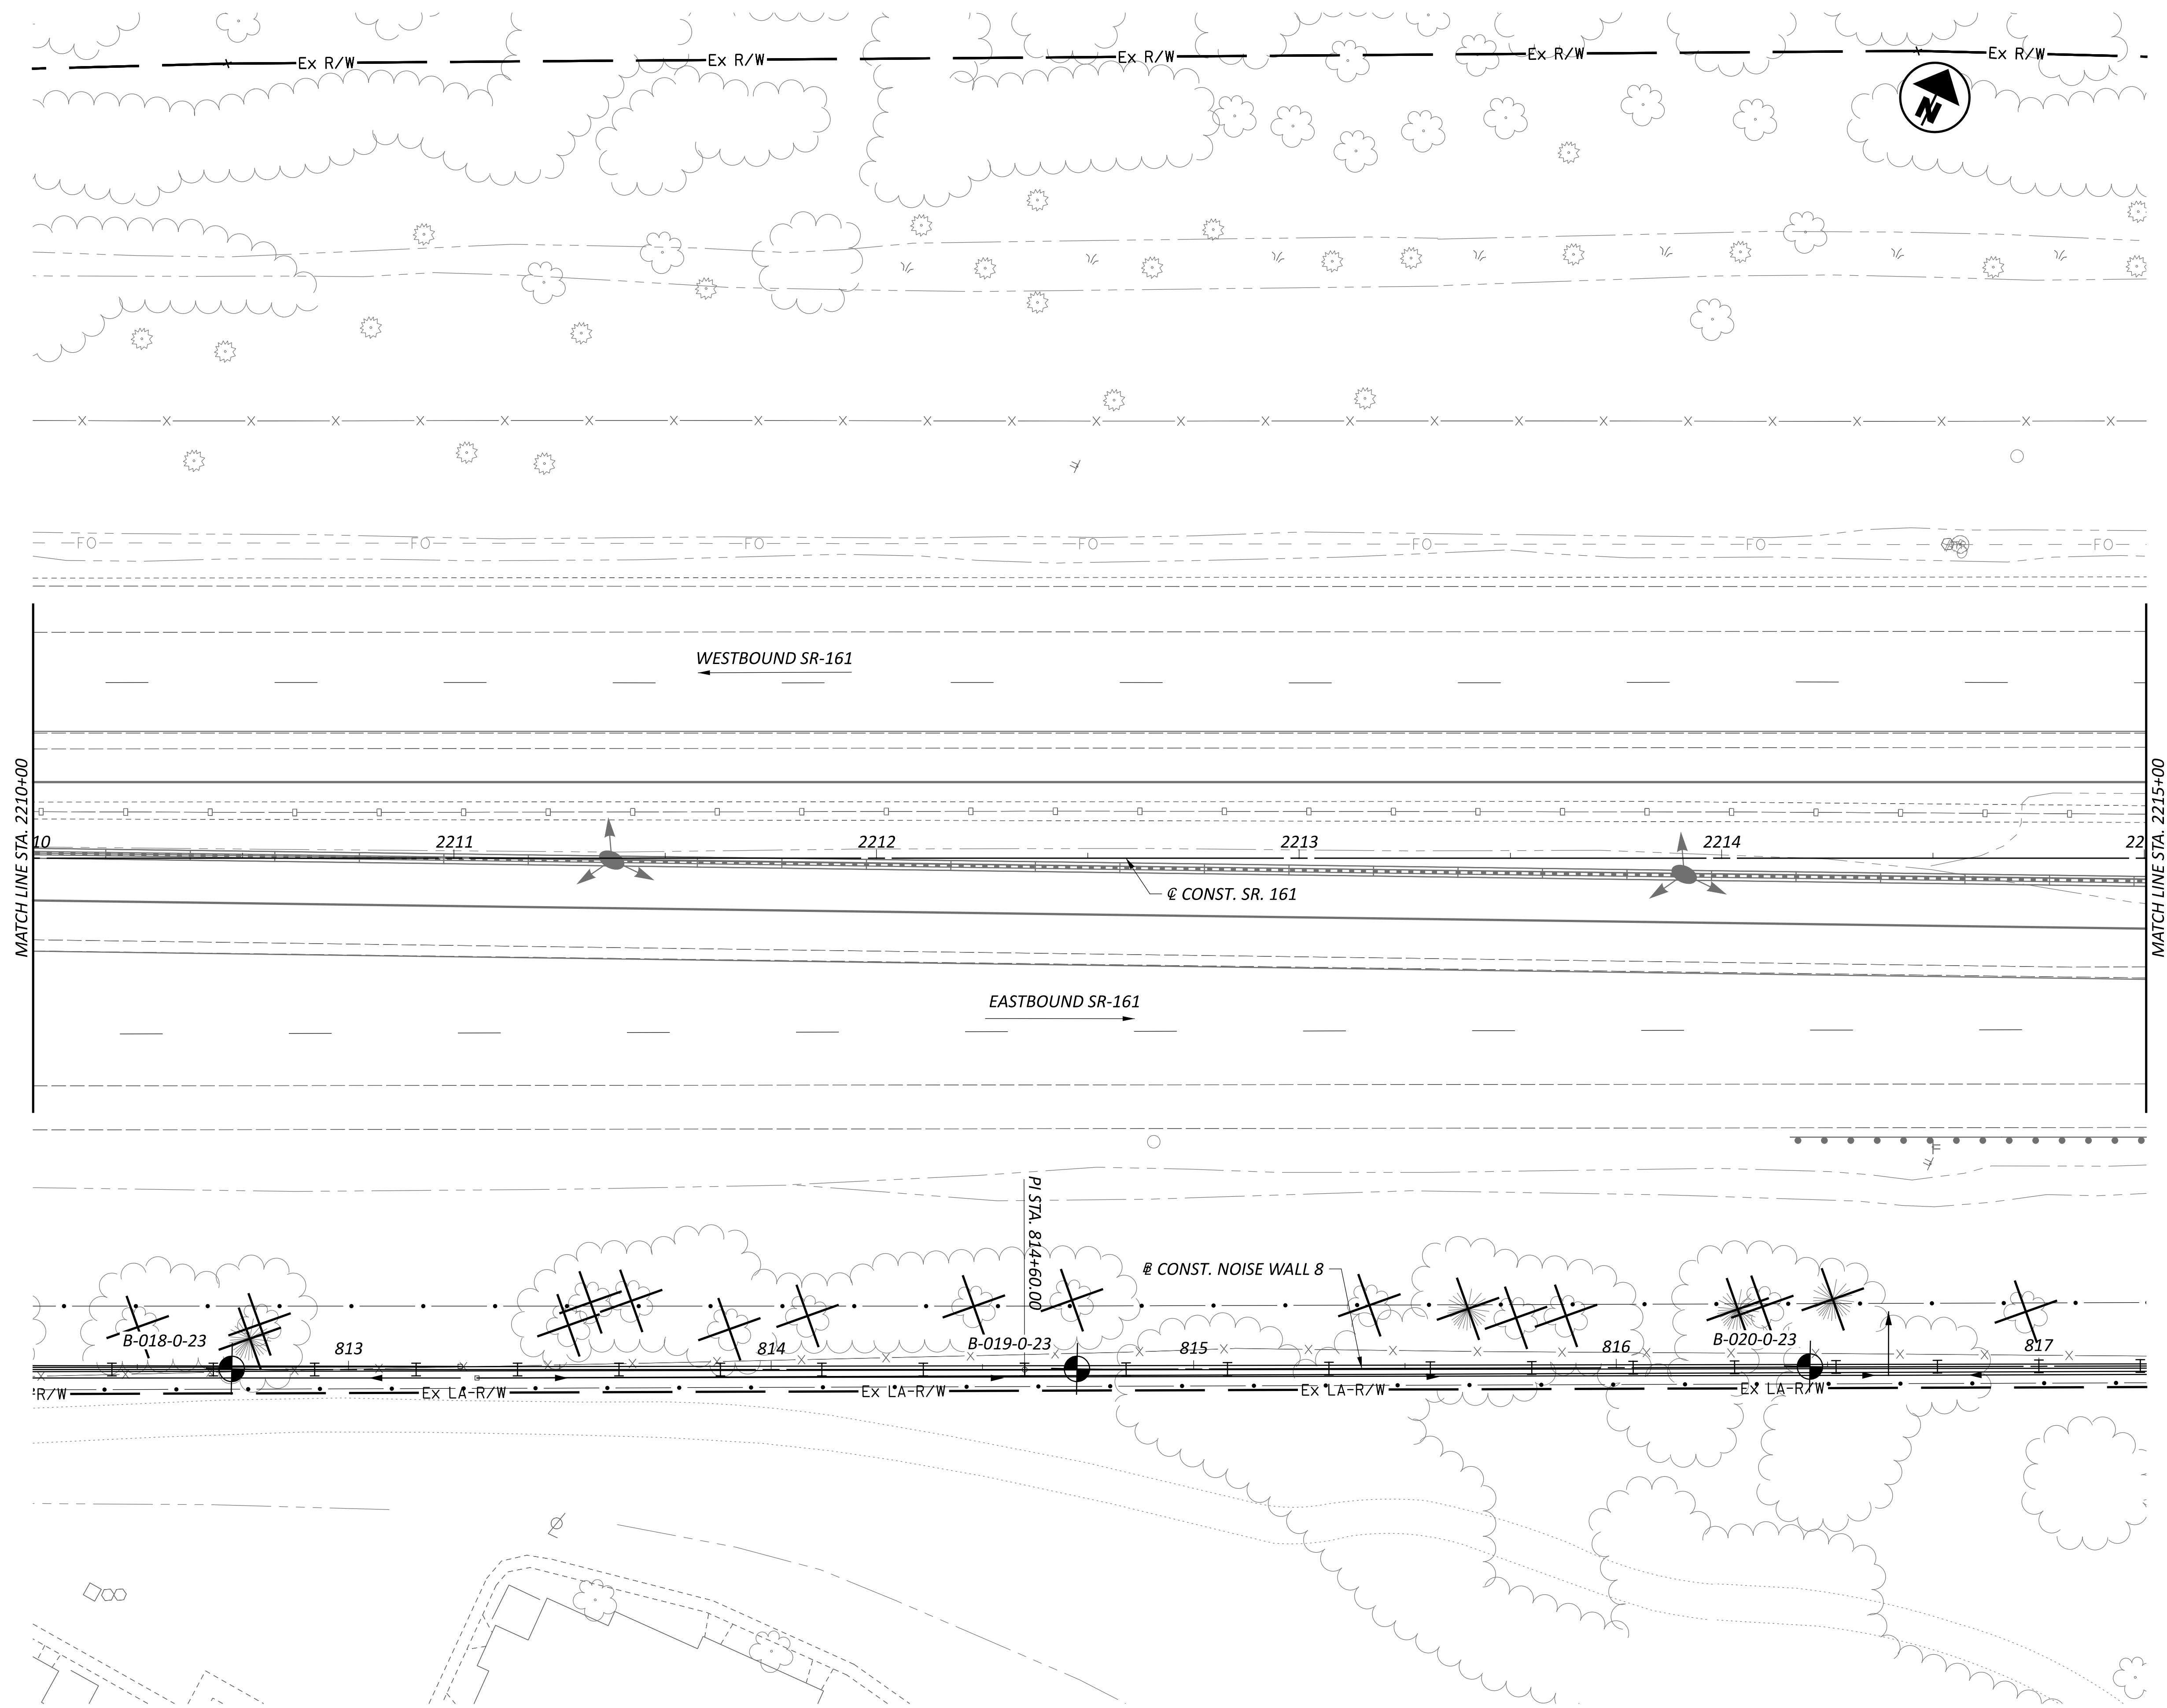 Ex R/W
Ex R/W
Ex R/W
Ex R/W
Ex R/W
N
FO
FO
FO
FO
FO
FO
FO
WESTBOUND SR-161
MATCH LINE STA. 2210+00
MATCH LINE STA. 2215+00
10
2211
2212
2213
2214
22
℄ CONST. SR. 161
EASTBOUND SR-161
PI STA. 814+60.00
CONST. NOISE WALL 8
B-018-0-23
813
814
B-019-0-23
815
816
B-020-0-23
817
R/W
Ex LA-R/W
Ex LA-R/W
Ex LA-R/W
Ex LA-R/W